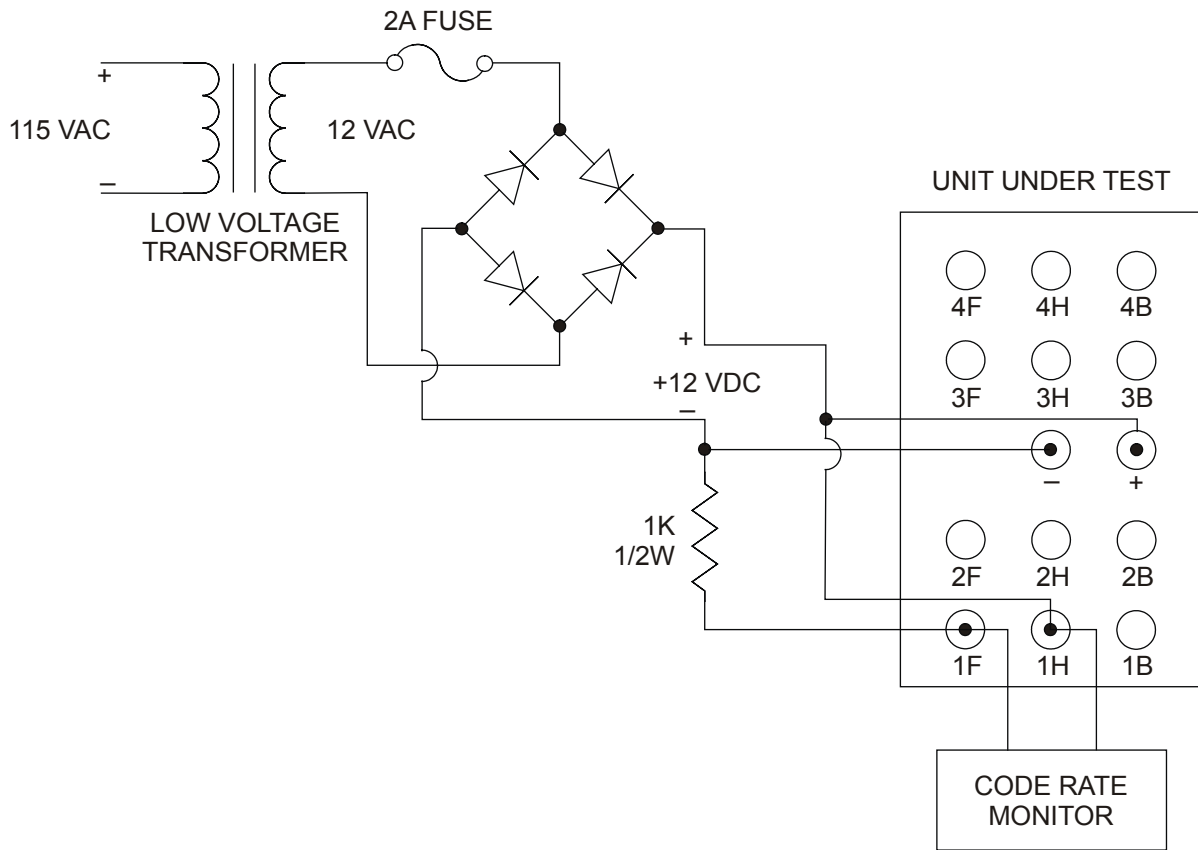 2A FUSE
+
115 VAC
–
12 VAC
LOW VOLTAGE
TRANSFORMER
+
+12 VDC
–
1K
1/2W
UNIT UNDER TEST
4F 4H 4B
3F 3H 3B
– +
2F 2H 2B
1F 1H 1B
CODE RATE
MONITOR